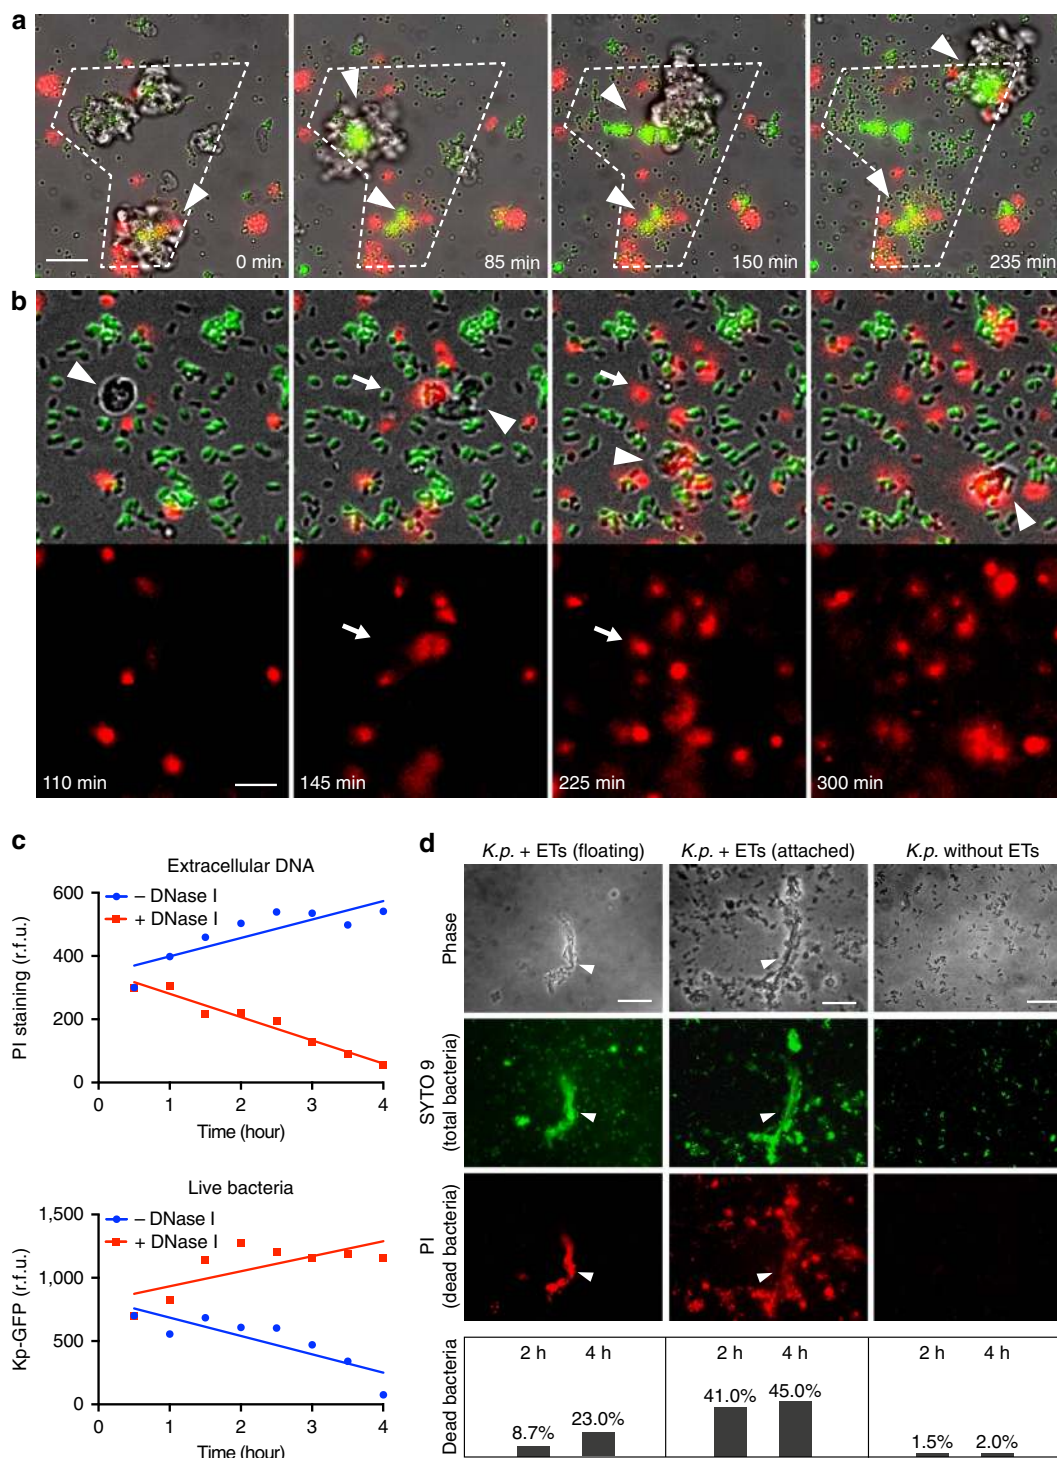 a
0 min
85 min
150 min
235 min
b
110 min
145 min
225 min
300 min
c
Extracellular DNA
600
– DNase I
+ DNase I
400
200
0
PI staining (r.f.u.)
0 1 2 3 4
Time (hour)
Live bacteria
1,500
– DNase I
+ DNase I
1,000
500
0
Kp-GFP (r.f.u.)
0 1 2 3 4
Time (hour)
d
K.p. + ETs (floating) K.p. + ETs (attached) K.p. without ETs
Phase
SYTO 9
(total bacteria)
PI
(dead bacteria)
Dead bacteria
2 h 4 h 2 h 4 h 2 h 4 h
8.7% 23.0% 41.0% 45.0% 1.5% 2.0%